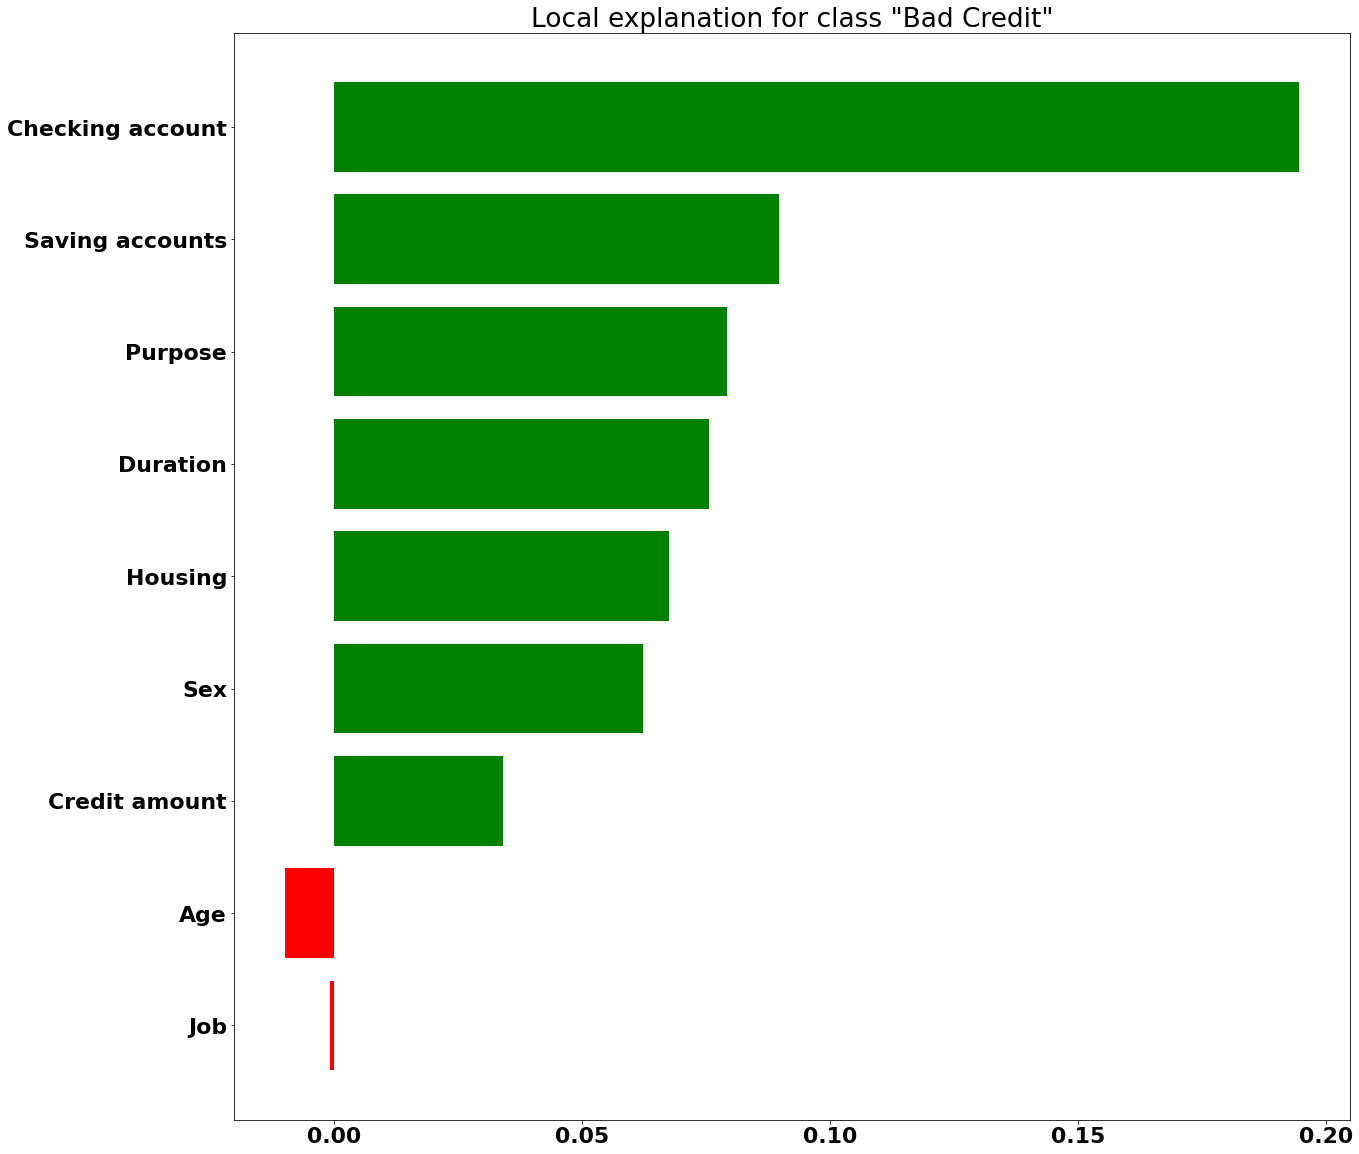 Local explanation for class "Bad Credit"
Checking account
Saving accounts
Purpose
Duration
Housing
Sex
Credit amount
Age
Job
0.00 0.05 0.10 0.15 0.20